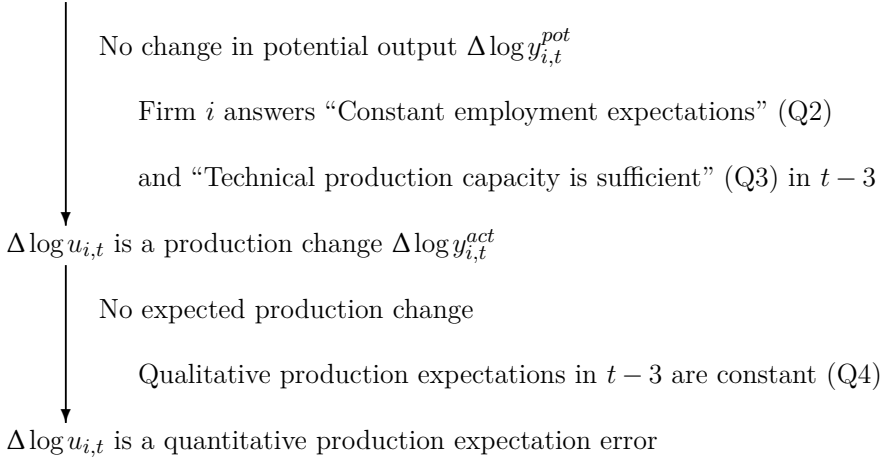 No change in potential output Δ log y_{i,t}^{pot}
Firm i answers “Constant employment expectations” (Q2)
and “Technical production capacity is sufficient” (Q3) in t − 3
Δ log u_{i,t} is a production change Δ log y_{i,t}^{act}
No expected production change
Qualitative production expectations in t − 3 are constant (Q4)
Δ log u_{i,t} is a quantitative production expectation error